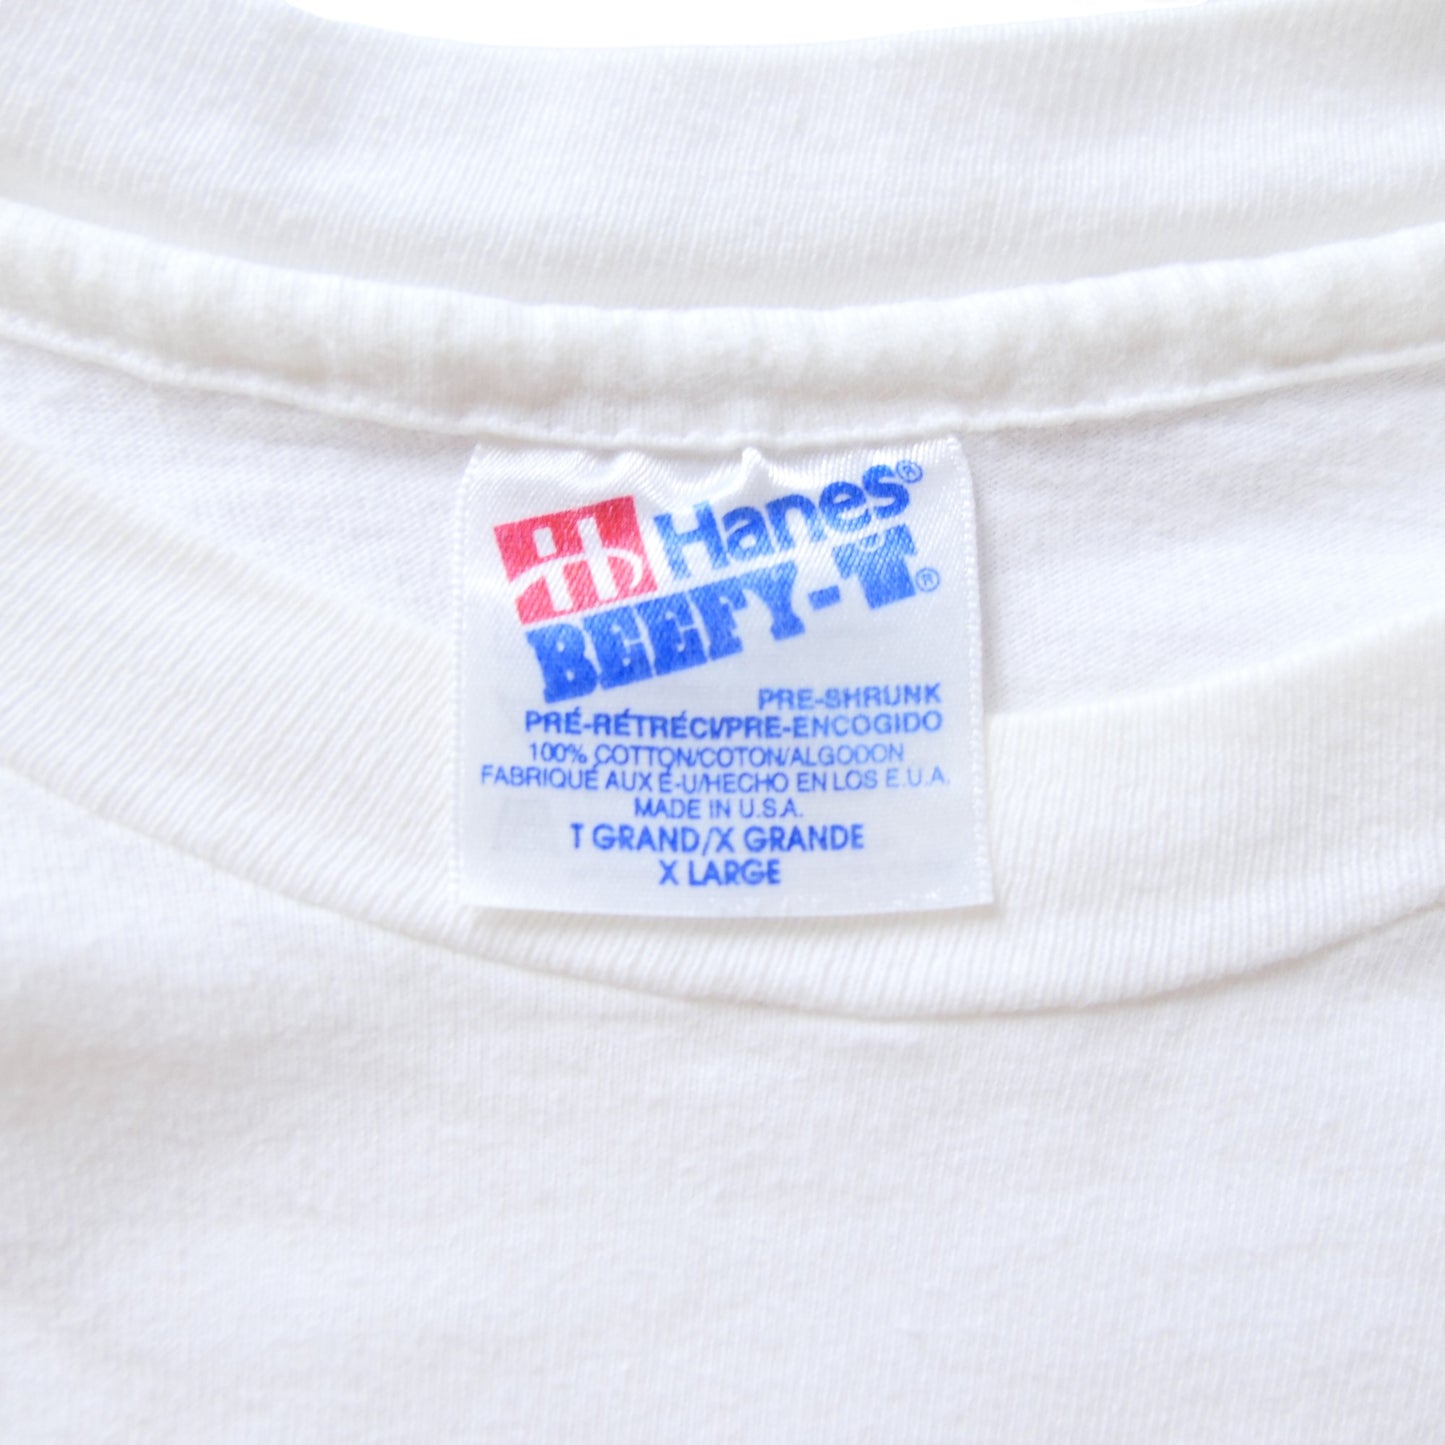 Hanes®
BEEFY-T®
PRE-SHRUNK
PRÉ-RÉTRÉCI/PRE-ENCOGIDO
100% COTTON/COTON/ALGODON
FABRIQUÉ AUX É-U/HECHO EN LOS E.U.A.
MADE IN U.S.A.
T GRAND/X GRANDE
X LARGE